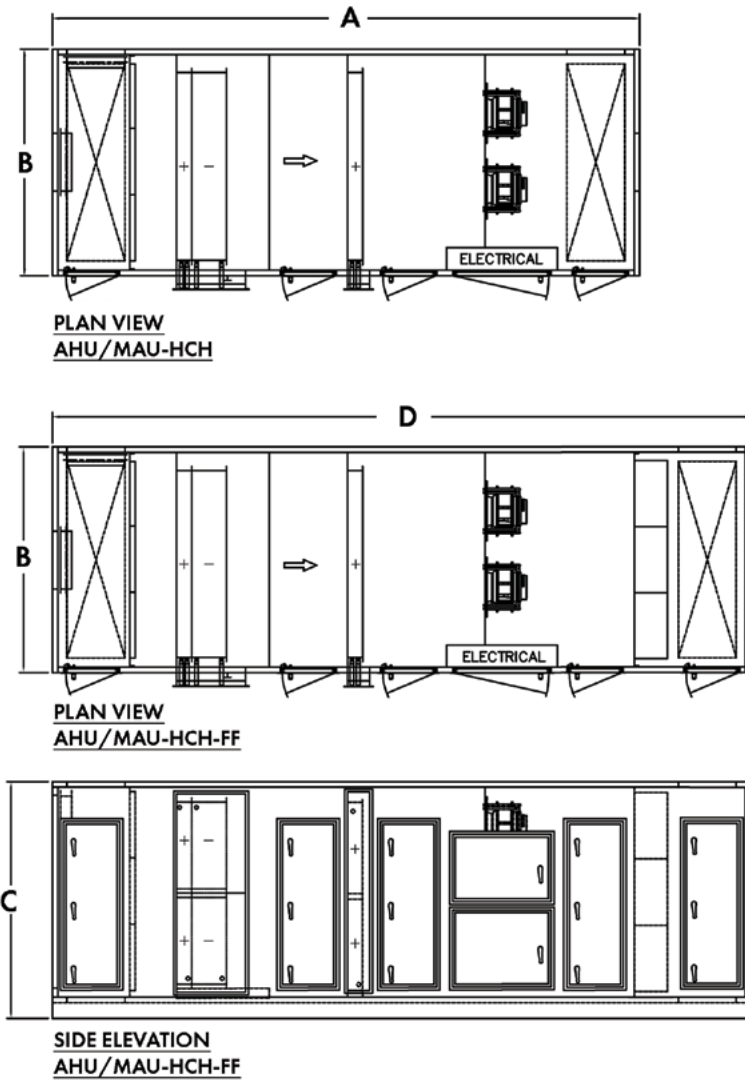 A
B
ELECTRICAL
PLAN VIEW
AHU/MAU-HCH
D
B
ELECTRICAL
PLAN VIEW
AHU/MAU-HCH-FF
C
SIDE ELEVATION
AHU/MAU-HCH-FF